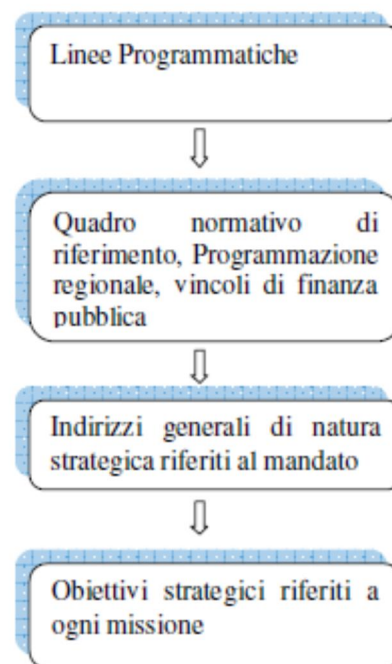 Linee Programmatiche
Quadro normativo di
riferimento, Programmazione
regionale, vincoli di finanza
pubblica
Indirizzi generali di natura
strategica riferiti al mandato
Obiettivi strategici riferiti a
ogni missione